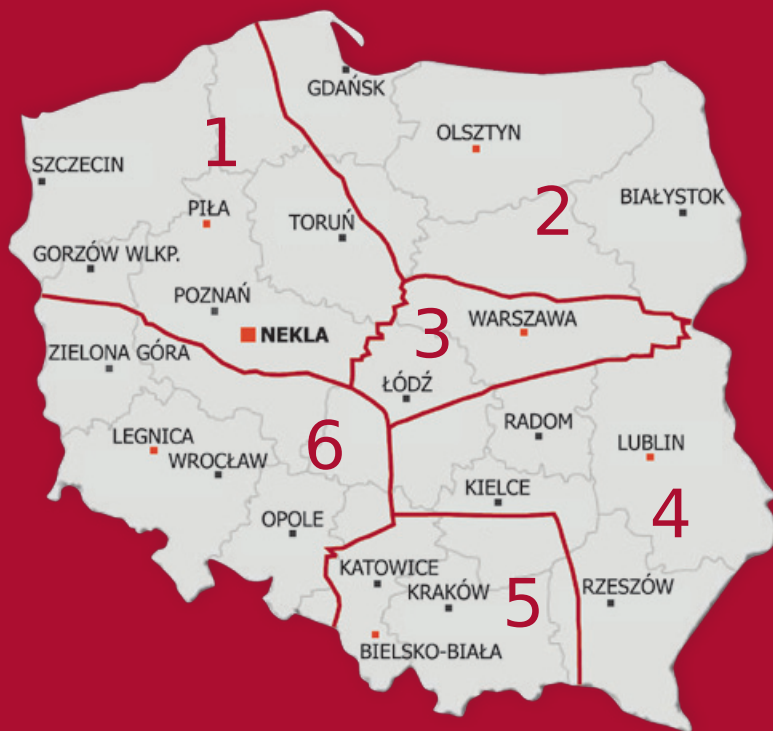 GDAŃSK
1
OLSZTYN
SZCZECIN
2
BIAŁYSTOK
PIŁA
TORUŃ
GORZÓW WLKP.
POZNAŃ
3
WARSZAWA
NEKLA
ZIELONA GÓRA
ŁÓDŹ
RADOM
LEGNICA
6
LUBLIN
WROCŁAW
KIELCE
OPOLE
4
KATOWICE
KRAKÓW
5
RZESZÓW
BIELSKO-BIAŁA